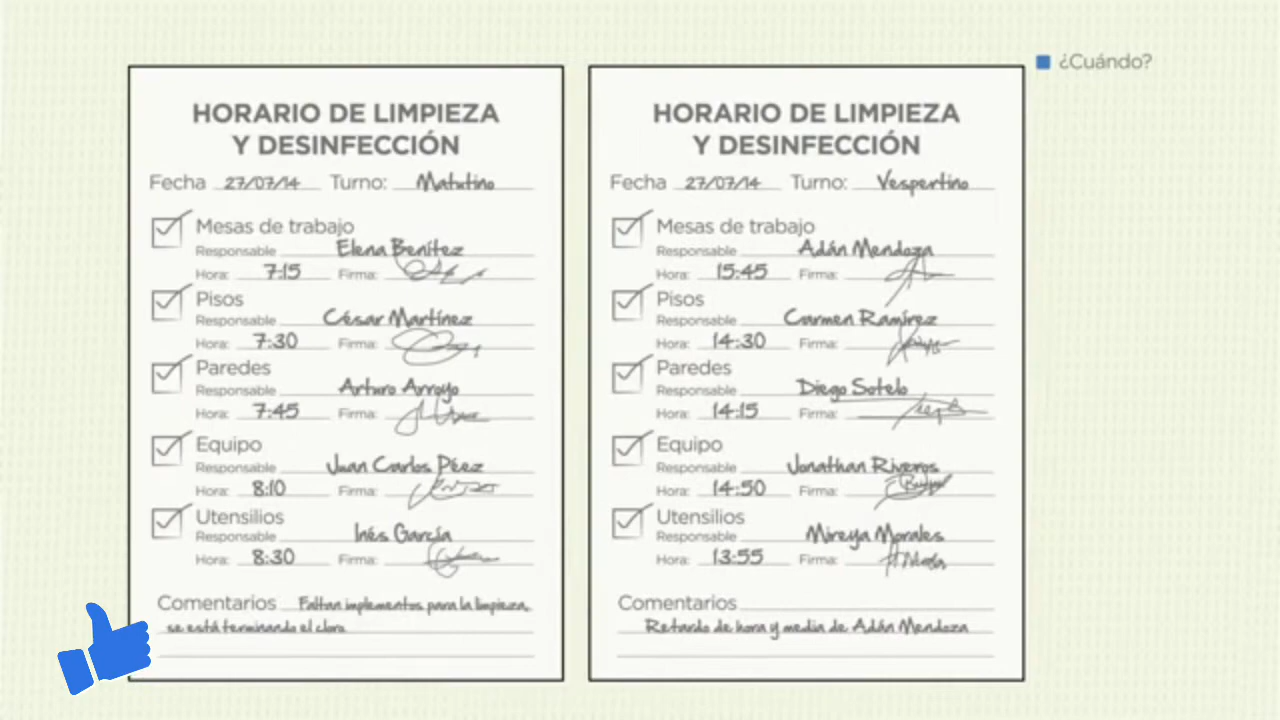 ¿Cuándo?
HORARIO DE LIMPIEZA
Y DESINFECCIÓN
Fecha 27/07/14 Turno: Matutino
Mesas de trabajo
Responsable Elena Benítez
Hora: 7:15 Firma:
Pisos
Responsable César Martínez
Hora: 7:30 Firma:
Paredes
Responsable Arturo Arroyo
Hora: 7:45 Firma:
Equipo
Responsable Juan Carlos Pérez
Hora: 8:10 Firma:
Utensilios
Responsable Inés García
Hora: 8:30 Firma:
Comentarios Faltan implementos para la limpieza,
se está terminando el cloro
HORARIO DE LIMPIEZA
Y DESINFECCIÓN
Fecha 27/07/14 Turno: Vespertino
Mesas de trabajo
Responsable Adán Mendoza
Hora: 15:45 Firma:
Pisos
Responsable Carmen Ramírez
Hora: 14:30 Firma:
Paredes
Responsable Diego Sotelo
Hora: 14:15 Firma:
Equipo
Responsable Jonathan Riveros
Hora: 14:50 Firma:
Utensilios
Responsable Mireya Morales
Hora: 13:55 Firma:
Comentarios
Retardo de hora y media de Adán Mendoza